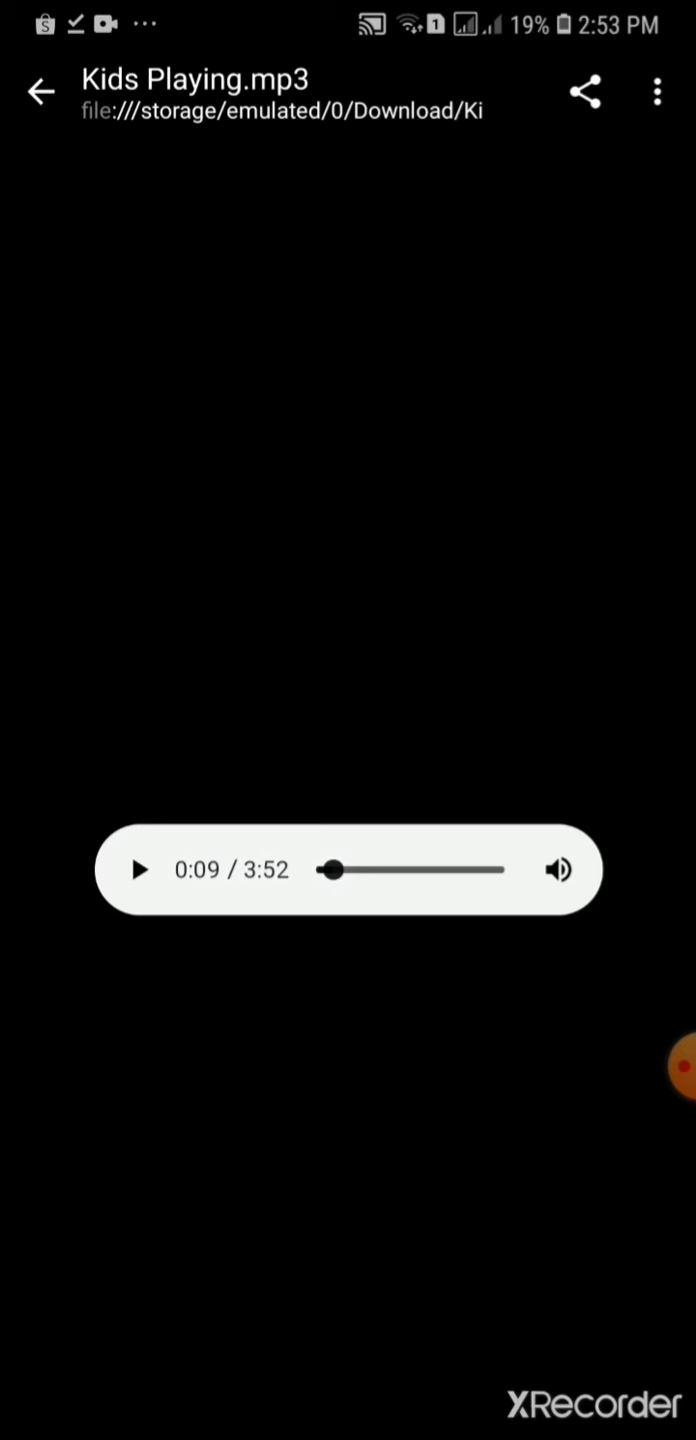 19% 2:53 PM
Kids Playing.mp3
file:///storage/emulated/0/Download/Ki
0:09 / 3:52
XRecorder